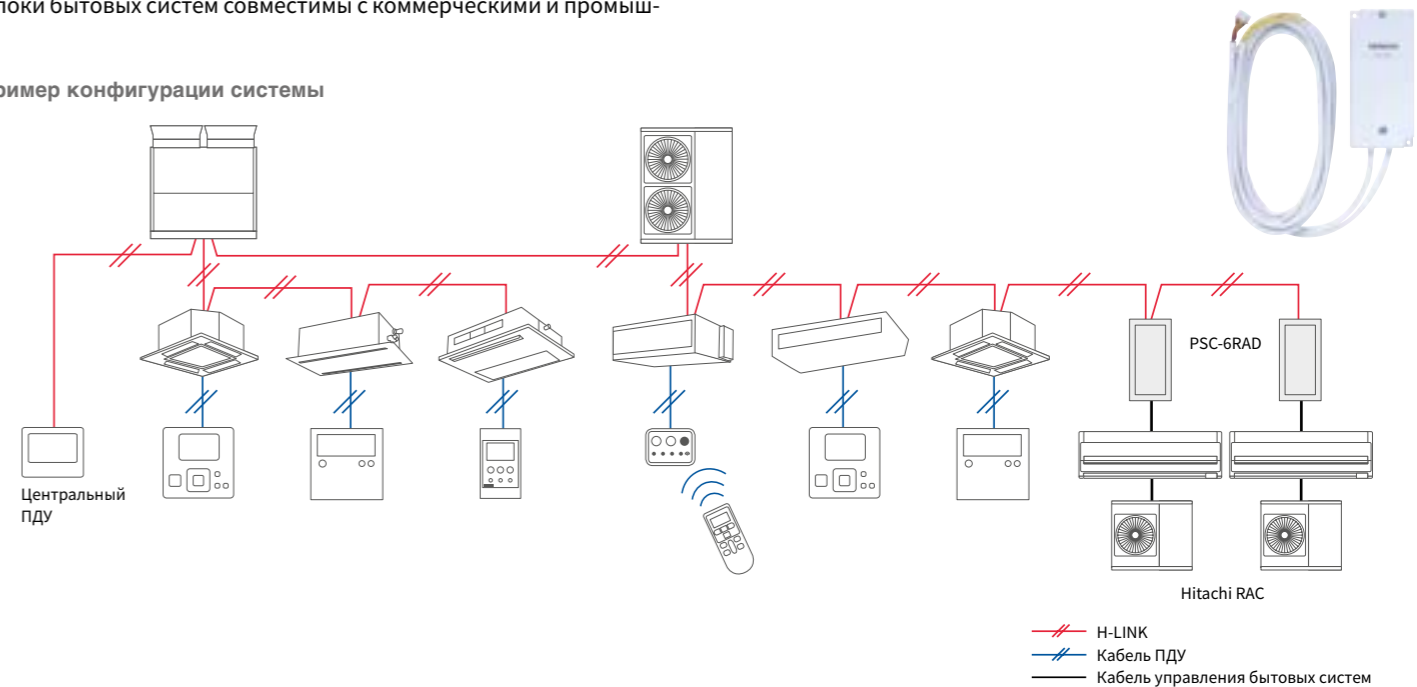 локи бытовых систем совместимы с коммерческими и промыш-
ример конфигурации системы
PSC-6RAD
Центральный
ПДУ
Hitachi RAC
H-LINK
Кабель ПДУ
Кабель управления бытовых систем